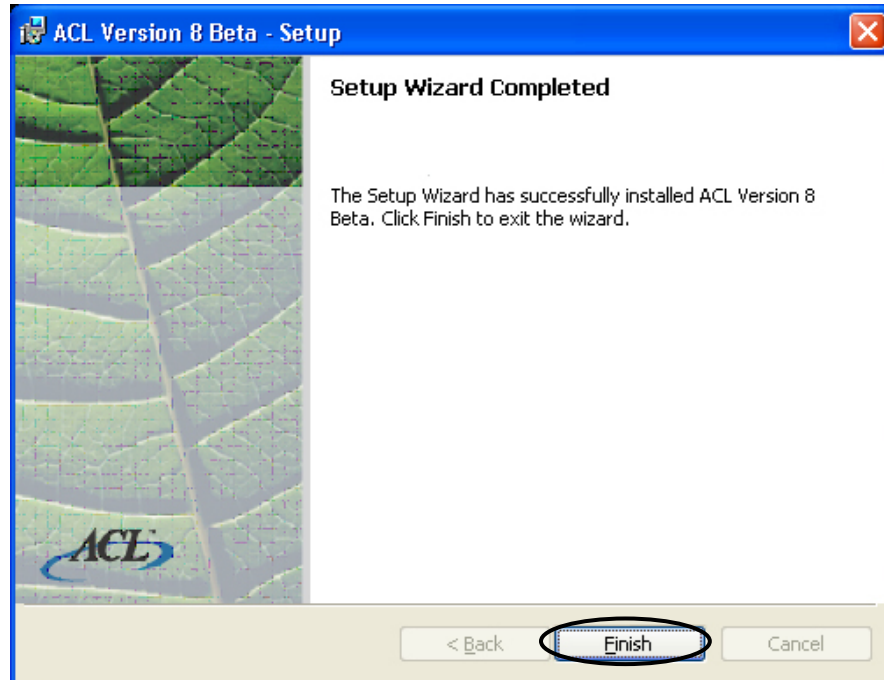 ACL Version 8 Beta - Setup
Setup Wizard Completed
The Setup Wizard has successfully installed ACL Version 8
Beta. Click Finish to exit the wizard.
ACL
< Back
Finish
Cancel